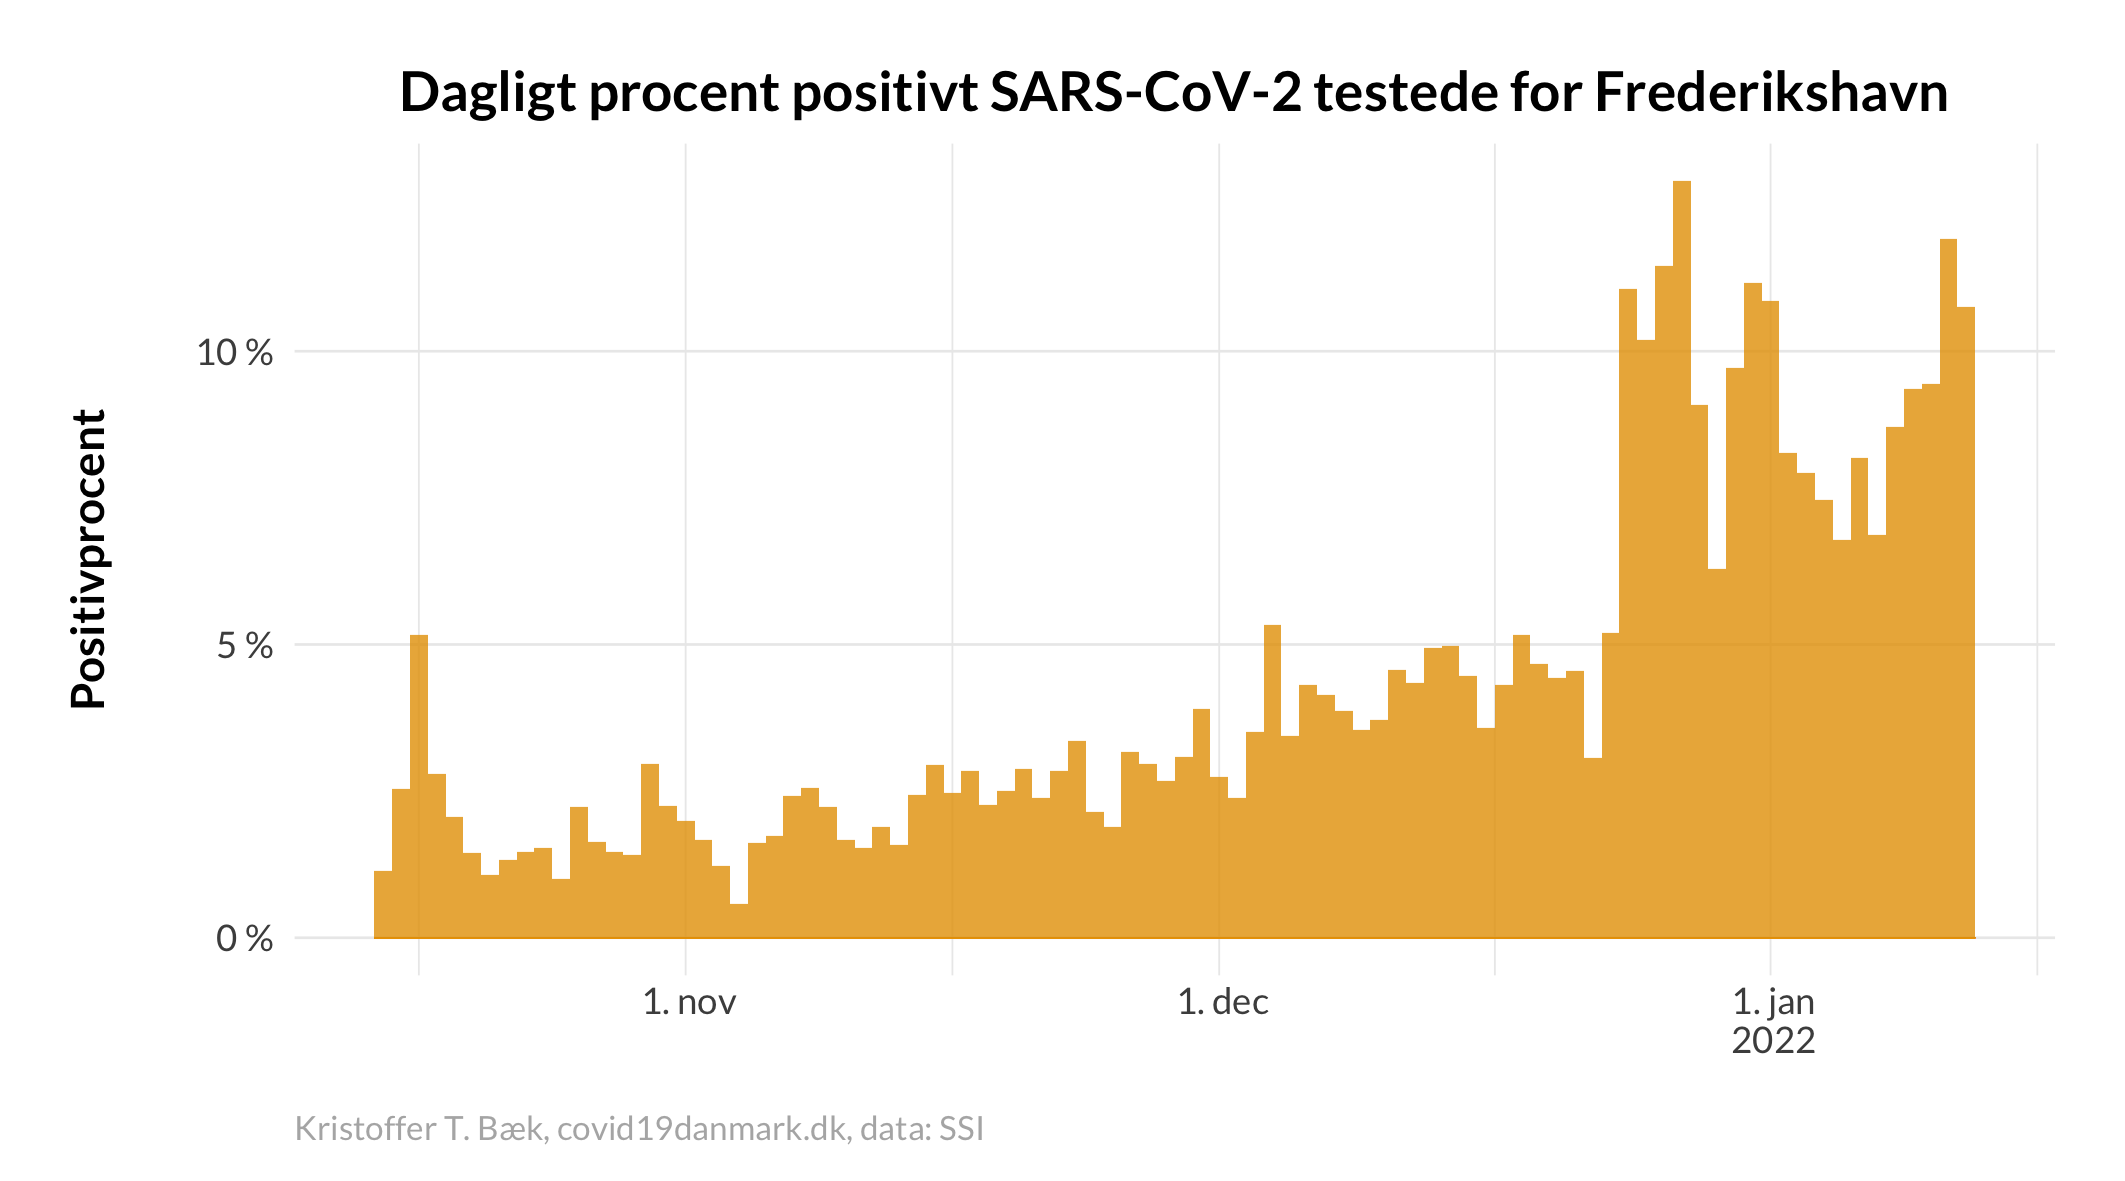 Dagligt procent positivt SARS-CoV-2 testede for Frederikshavn
Positivprocent
10 %
5 %
0 %
1. nov
1. dec
1. jan
2022
Kristoffer T. Bæk, covid19danmark.dk, data: SSI